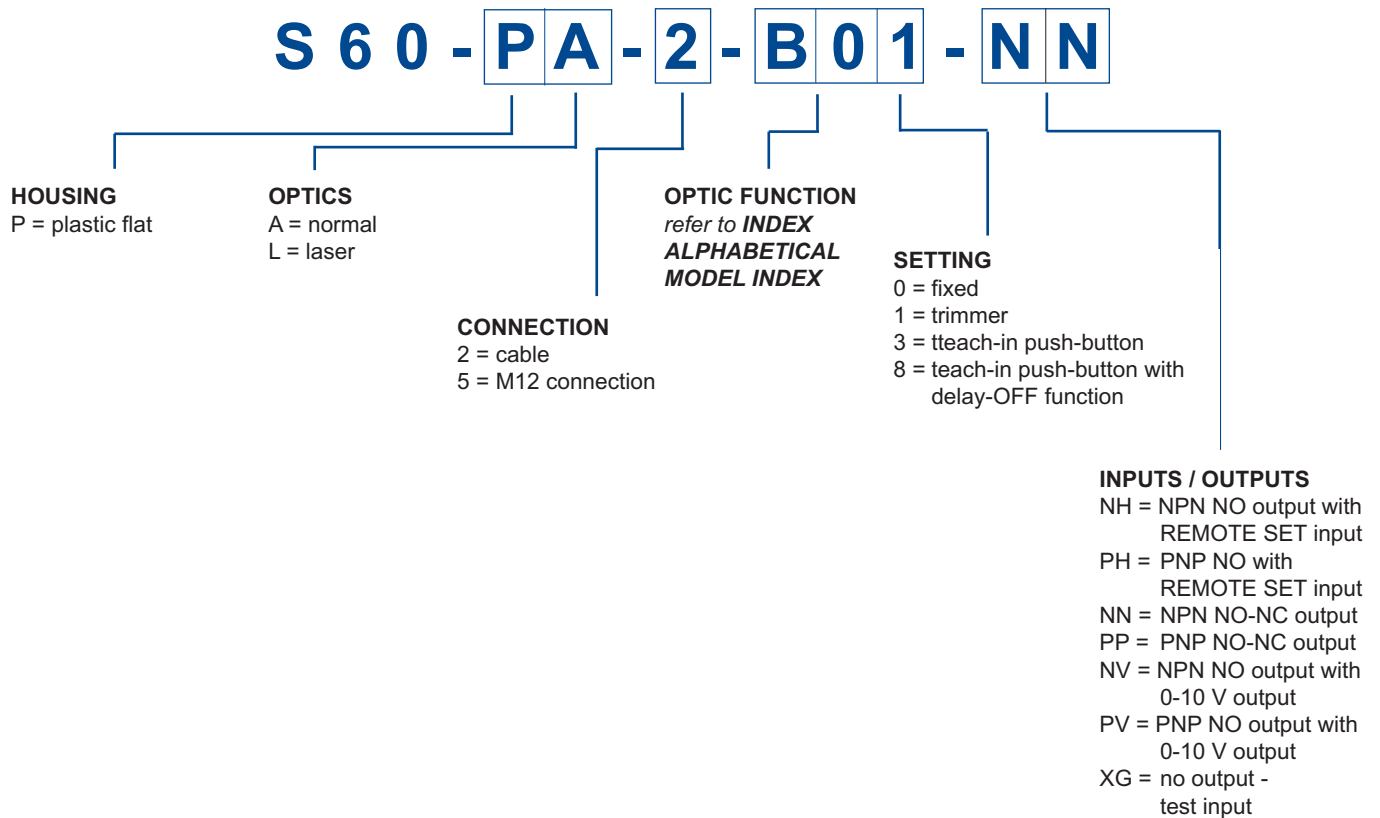 S60-PA-2-B01-NN
HOUSING
P = plastic flat
OPTICS
A = normal
L = laser
CONNECTION
2 = cable
5 = M12 connection
OPTIC FUNCTION
refer to INDEX
ALPHABETICAL
MODEL INDEX
SETTING
0 = fixed
1 = trimmer
3 = tteach-in push-button
8 = teach-in push-button with
delay-OFF function
INPUTS / OUTPUTS
NH = NPN NO output with
REMOTE SET input
PH = PNP NO with
REMOTE SET input
NN = NPN NO-NC output
PP = PNP NO-NC output
NV = NPN NO output with
0-10 V output
PV = PNP NO output with
0-10 V output
XG = no output -
test input